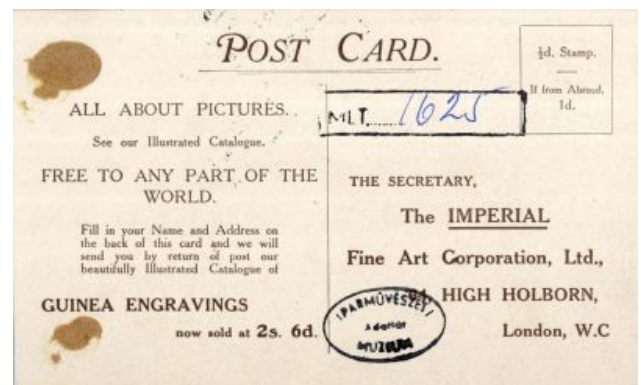 POST CARD.
½d. Stamp.
If from Abroad,
1d.
ALL ABOUT PICTURES.
See our Illustrated Catalogue.
FREE TO ANY PART OF THE
WORLD.
Fill in your Name and Address on
the back of this card and we will
send you by return of post our
beautifully Illustrated Catalogue of
GUINEA ENGRAVINGS
now sold at 2s. 6d.
MLT. 1625
THE SECRETARY,
The IMPERIAL
Fine Art Corporation, Ltd.,
HIGH HOLBORN,
London, W.C
IPARMŰVÉSZETI
Adattár
MUZEUM